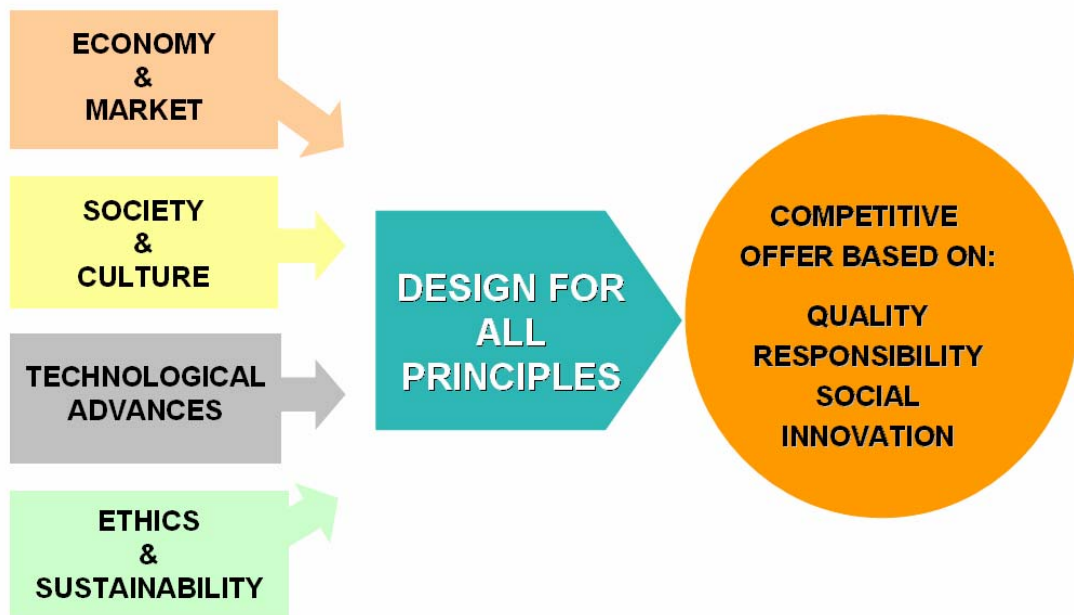 ECONOMY
&
MARKET
SOCIETY
&
CULTURE
TECHNOLOGICAL
ADVANCES
ETHICS
&
SUSTAINABILITY
DESIGN FOR
ALL
PRINCIPLES
COMPETITIVE
OFFER BASED ON:
QUALITY
RESPONSIBILITY
SOCIAL
INNOVATION